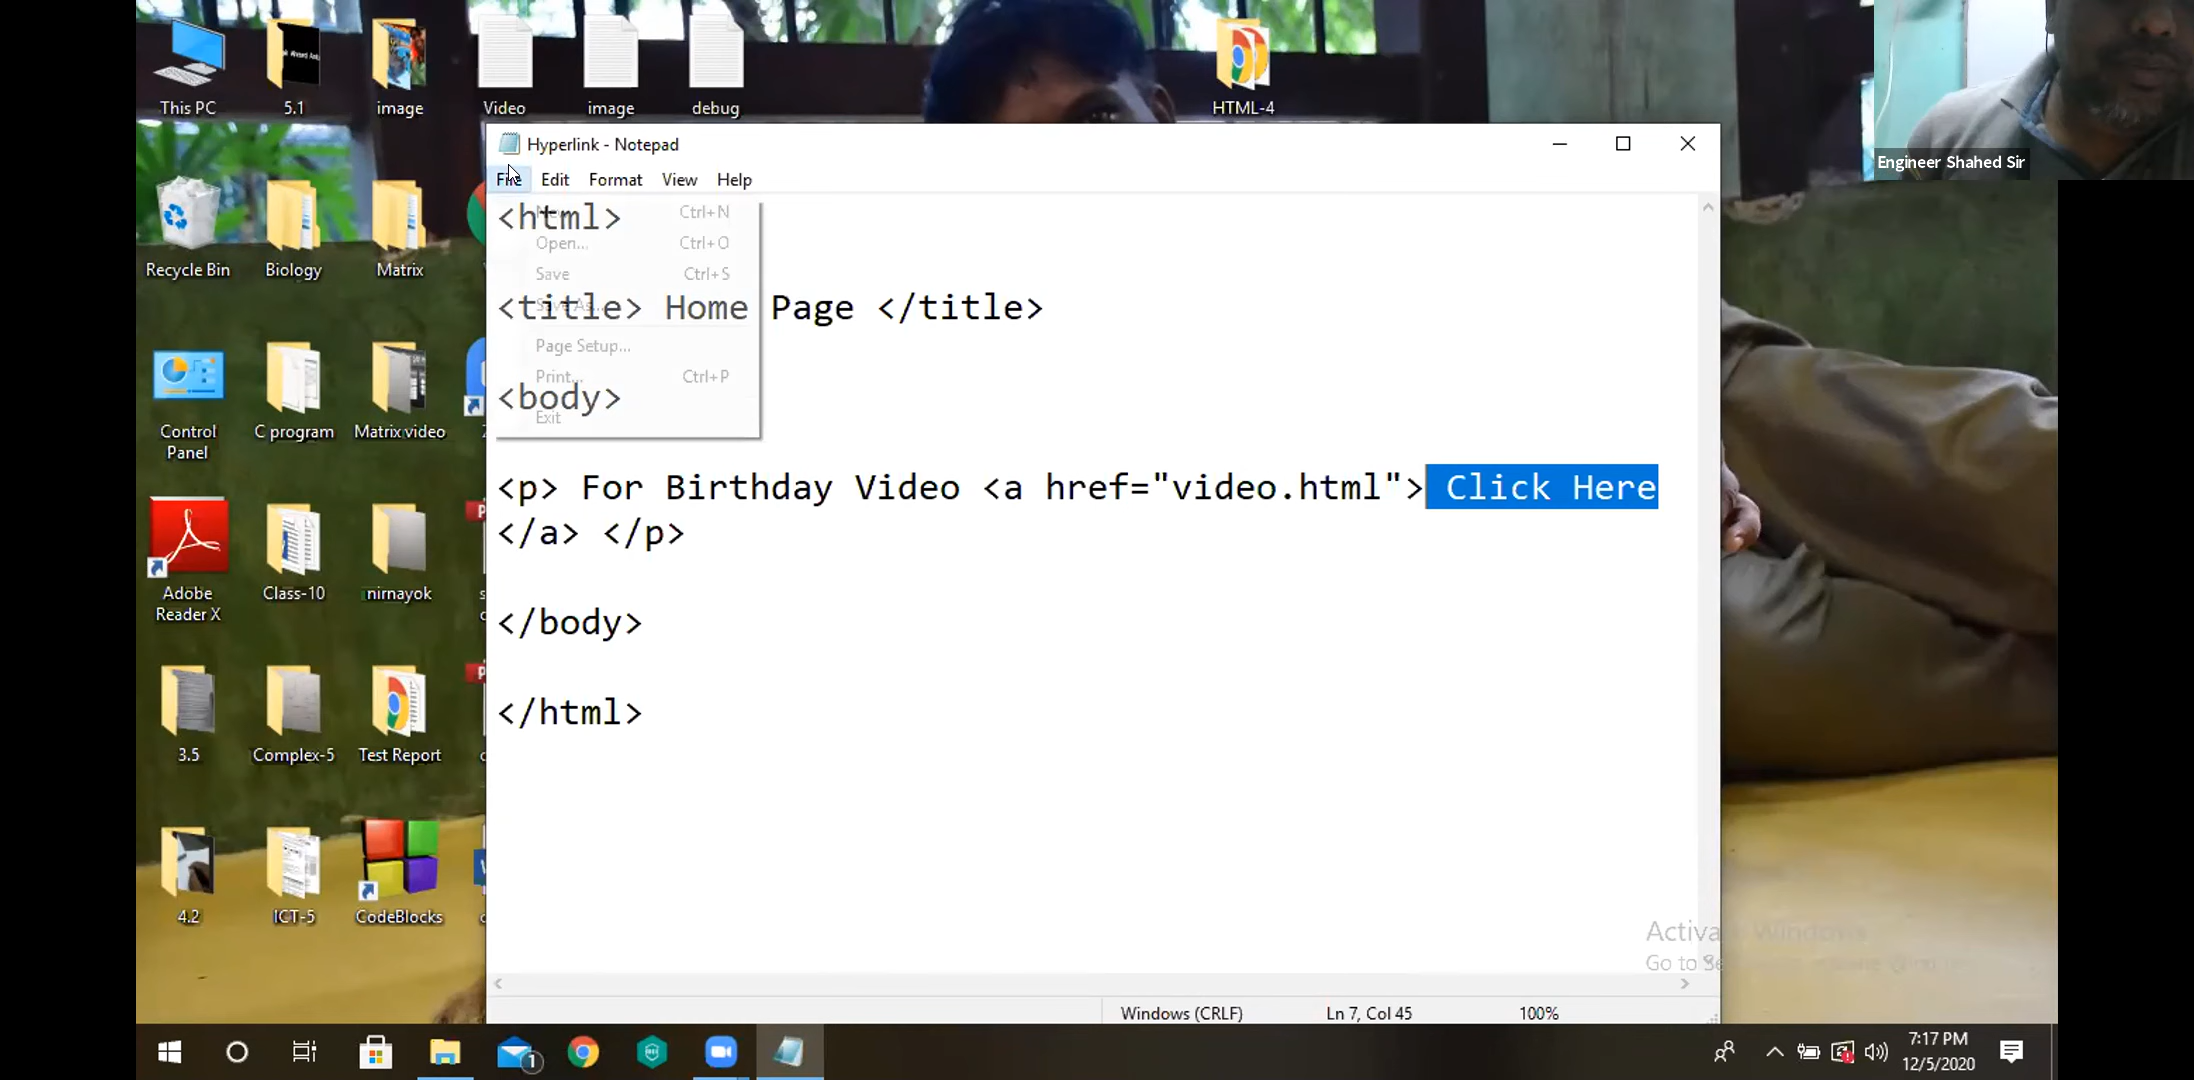 This PC
5.1
image
Video
image
debug
HTML-4
Engineer Shahed Sir
Hyperlink - Notepad
File Edit Format View Help
Ctrl+N
Open... Ctrl+O
Save Ctrl+S
Page Setup...
Print... Ctrl+P
Exit
<html>
<title> Home Page </title>
<body>
<p> For Birthday Video <a href="video.html"> Click Here
</a> </p>
</body>
</html>
Recycle Bin
Biology
Matrix
Control
Panel
C program
Matrix video
Adobe
Reader X
Class-10
nirnayok
3.5
Complex-5
Test Report
4.2
ICT-5
CodeBlocks
Windows
Go to
Windows (CRLF)
Ln 7, Col 45
100%
1
7:17 PM
12/5/2020